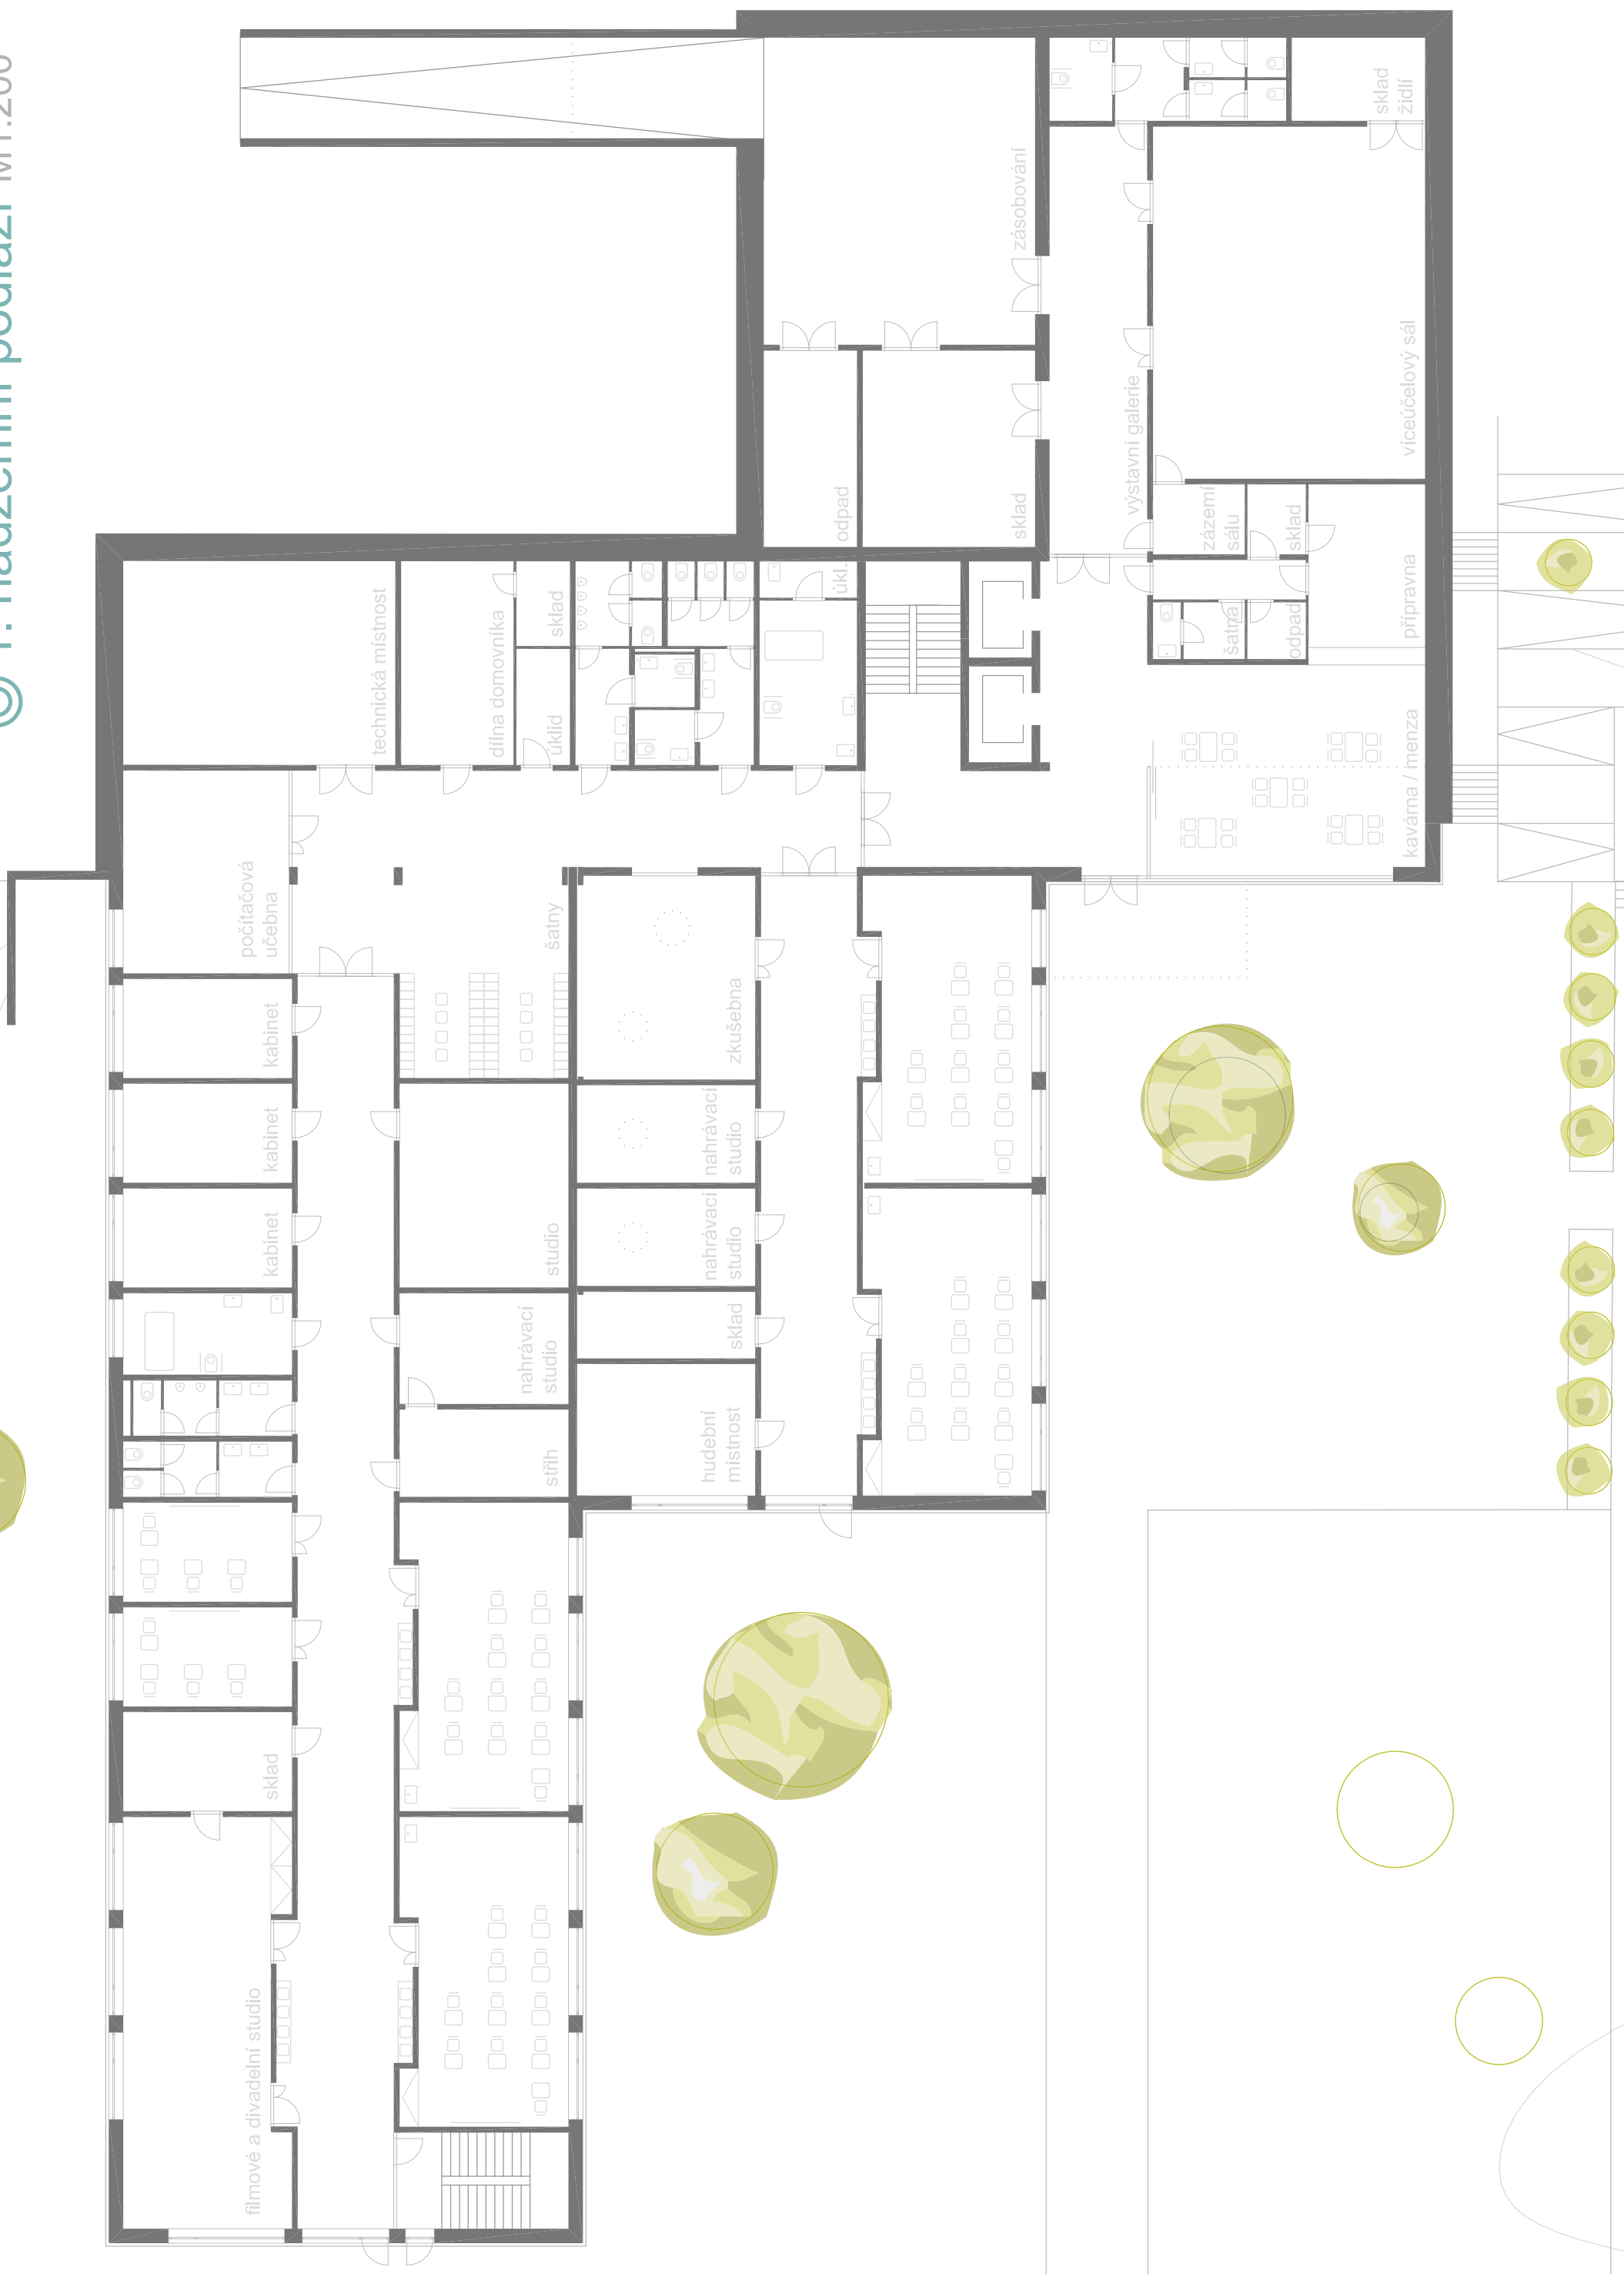 1. nadzemní podlaží M1:200
sklad
židlí
zásobování
víceúčelový sál
výstavní galerie
odpad
sklad
zázemí
sálu
sklad
přípravna
šatna
odpad
úkl.
technická místnost
dílna domovníka
sklad
úklid
kavárna / menza
počítačová
učebna
šatny
zkušebna
kabinet
kabinet
kabinet
nahrávací
studio
nahrávací
studio
studio
sklad
nahrávací
studio
hudební
místnost
střih
sklad
filmové a divadelní studio